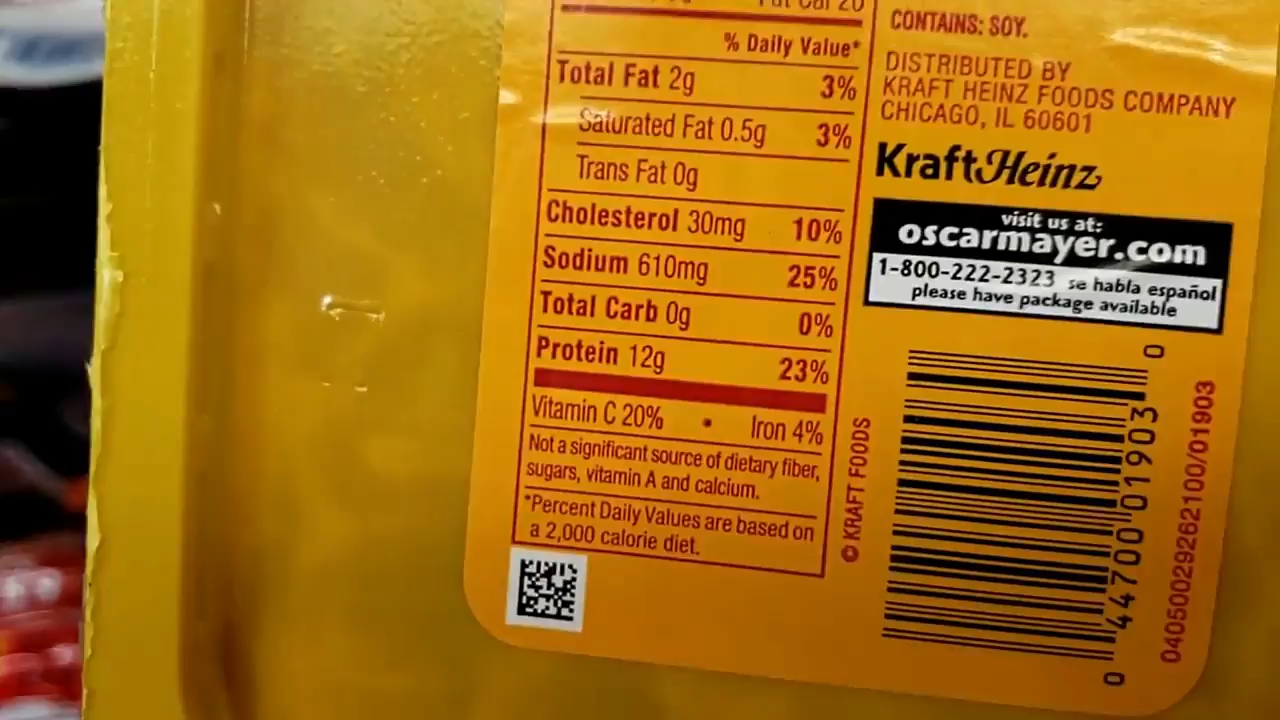 Fat Cal 20
% Daily Value*
Total Fat 2g 3%
Saturated Fat 0.5g 3%
Trans Fat 0g
Cholesterol 30mg 10%
Sodium 610mg 25%
Total Carb 0g 0%
Protein 12g 23%
Vitamin C 20% • Iron 4%
Not a significant source of dietary fiber,
sugars, vitamin A and calcium.
*Percent Daily Values are based on
a 2,000 calorie diet.
CONTAINS: SOY.
DISTRIBUTED BY
KRAFT HEINZ FOODS COMPANY
CHICAGO, IL 60601
KraftHeinz
visit us at:
oscarmayer.com
1-800-222-2323 se habla español
please have package available
© KRAFT FOODS
0 44700 01903 0
04050029262100/01903